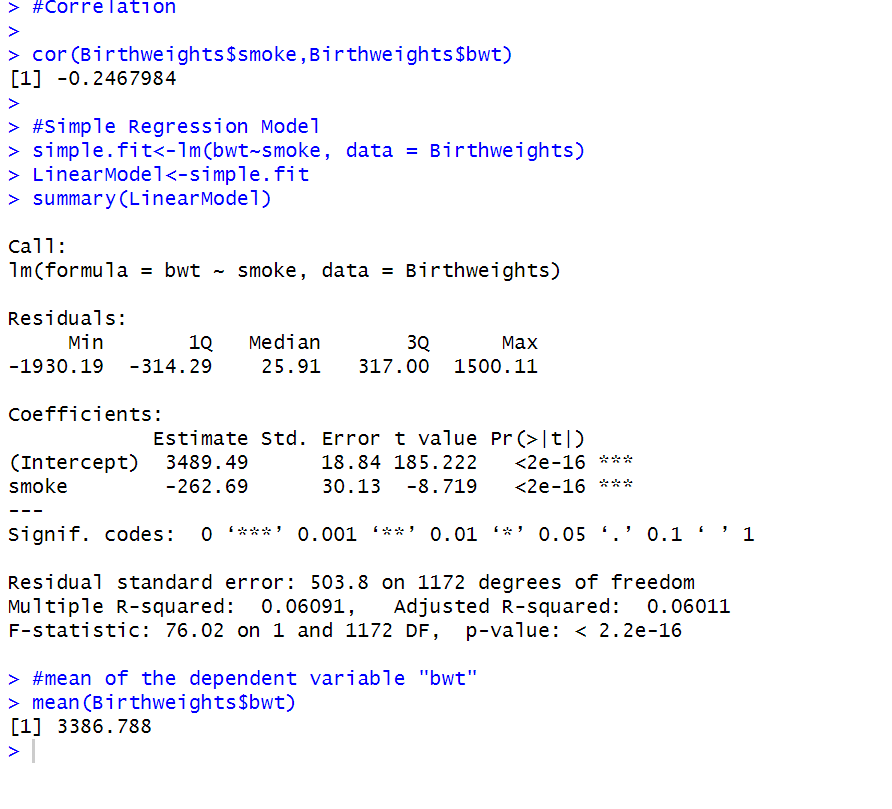 > #Correlation
>
> cor(Birthweights$smoke,Birthweights$bwt)
[1] -0.2467984
>
> #Simple Regression Model
> simple.fit<-lm(bwt~smoke, data = Birthweights)
> LinearModel<-simple.fit
> summary(LinearModel)

Call:
lm(formula = bwt ~ smoke, data = Birthweights)

Residuals:
     Min       1Q   Median       3Q      Max
-1930.19  -314.29    25.91   317.00  1500.11

Coefficients:
            Estimate Std. Error t value Pr(>|t|)
(Intercept)  3489.49      18.84 185.222   <2e-16 ***
smoke        -262.69      30.13  -8.719   <2e-16 ***
---
Signif. codes:  0 ‘***’ 0.001 ‘**’ 0.01 ‘*’ 0.05 ‘.’ 0.1 ‘ ’ 1

Residual standard error: 503.8 on 1172 degrees of freedom
Multiple R-squared:  0.06091,   Adjusted R-squared:  0.06011
F-statistic: 76.02 on 1 and 1172 DF,  p-value: < 2.2e-16

> #mean of the dependent variable "bwt"
> mean(Birthweights$bwt)
[1] 3386.788
>